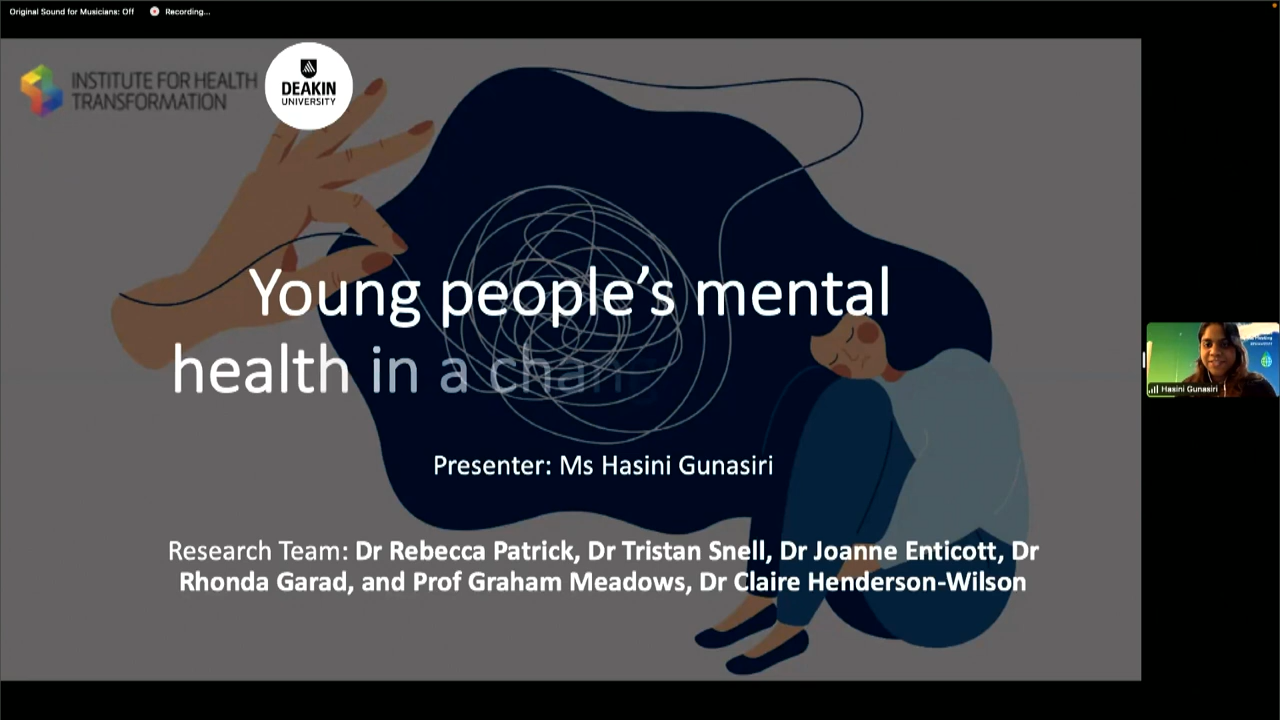 Original Sound for Musicians: Off
Recording...
INSTITUTE FOR HEALTH
TRANSFORMATION
DEAKIN
UNIVERSITY
Young people's mental
health in a chan
Presenter: Ms Hasini Gunasiri
Research Team: Dr Rebecca Patrick, Dr Tristan Snell, Dr Joanne Enticott, Dr
Rhonda Garad, and Prof Graham Meadows, Dr Claire Henderson-Wilson
Hasini Gunasiri